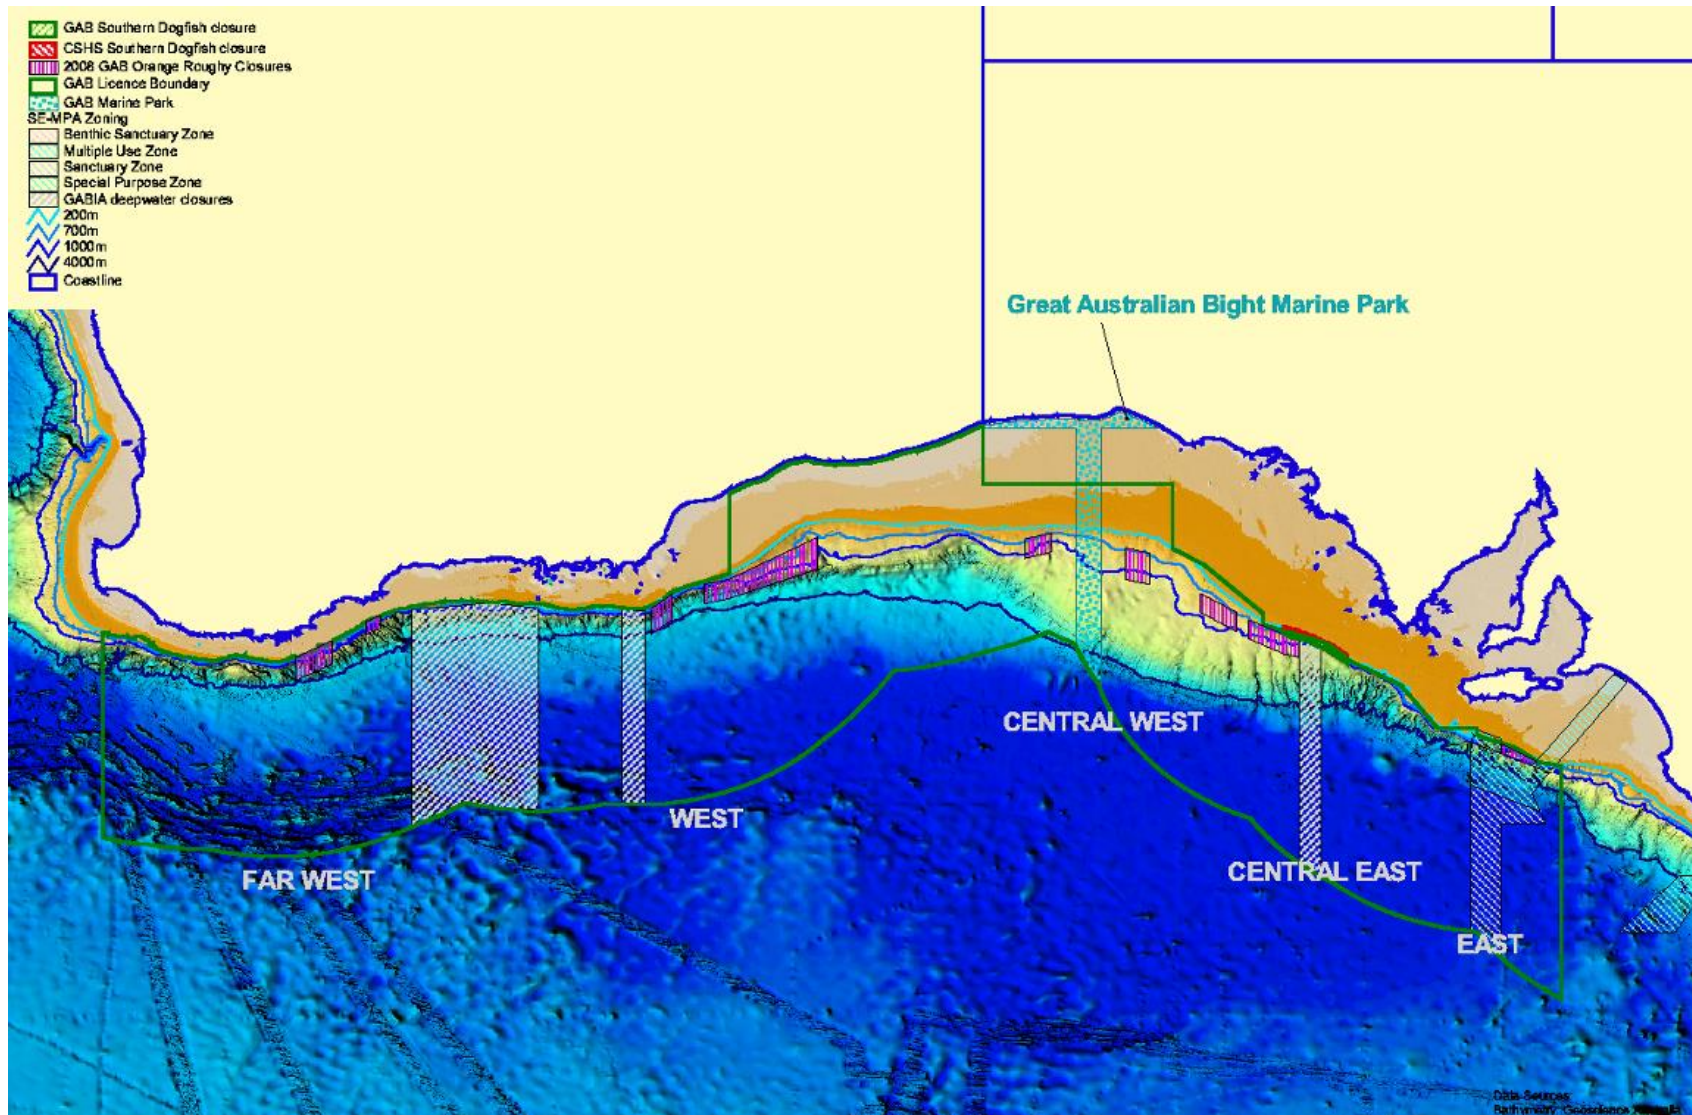 GAB Southern Dogfish closure
CSHS Southern Dogfish closure
2008 GAB Orange Roughy Closures
GAB Licence Boundary
GAB Marine Park
SE-MPA Zoning
Benthic Sanctuary Zone
Multiple Use Zone
Sanctuary Zone
Special Purpose Zone
GABIA deepwater closures
200m
700m
1000m
4000m
Coastline
Great Australian Bight Marine Park
CENTRAL WEST
WEST
CENTRAL EAST
FAR WEST
EAST
Data Sources:
Bathymetry: Geoscience Australia